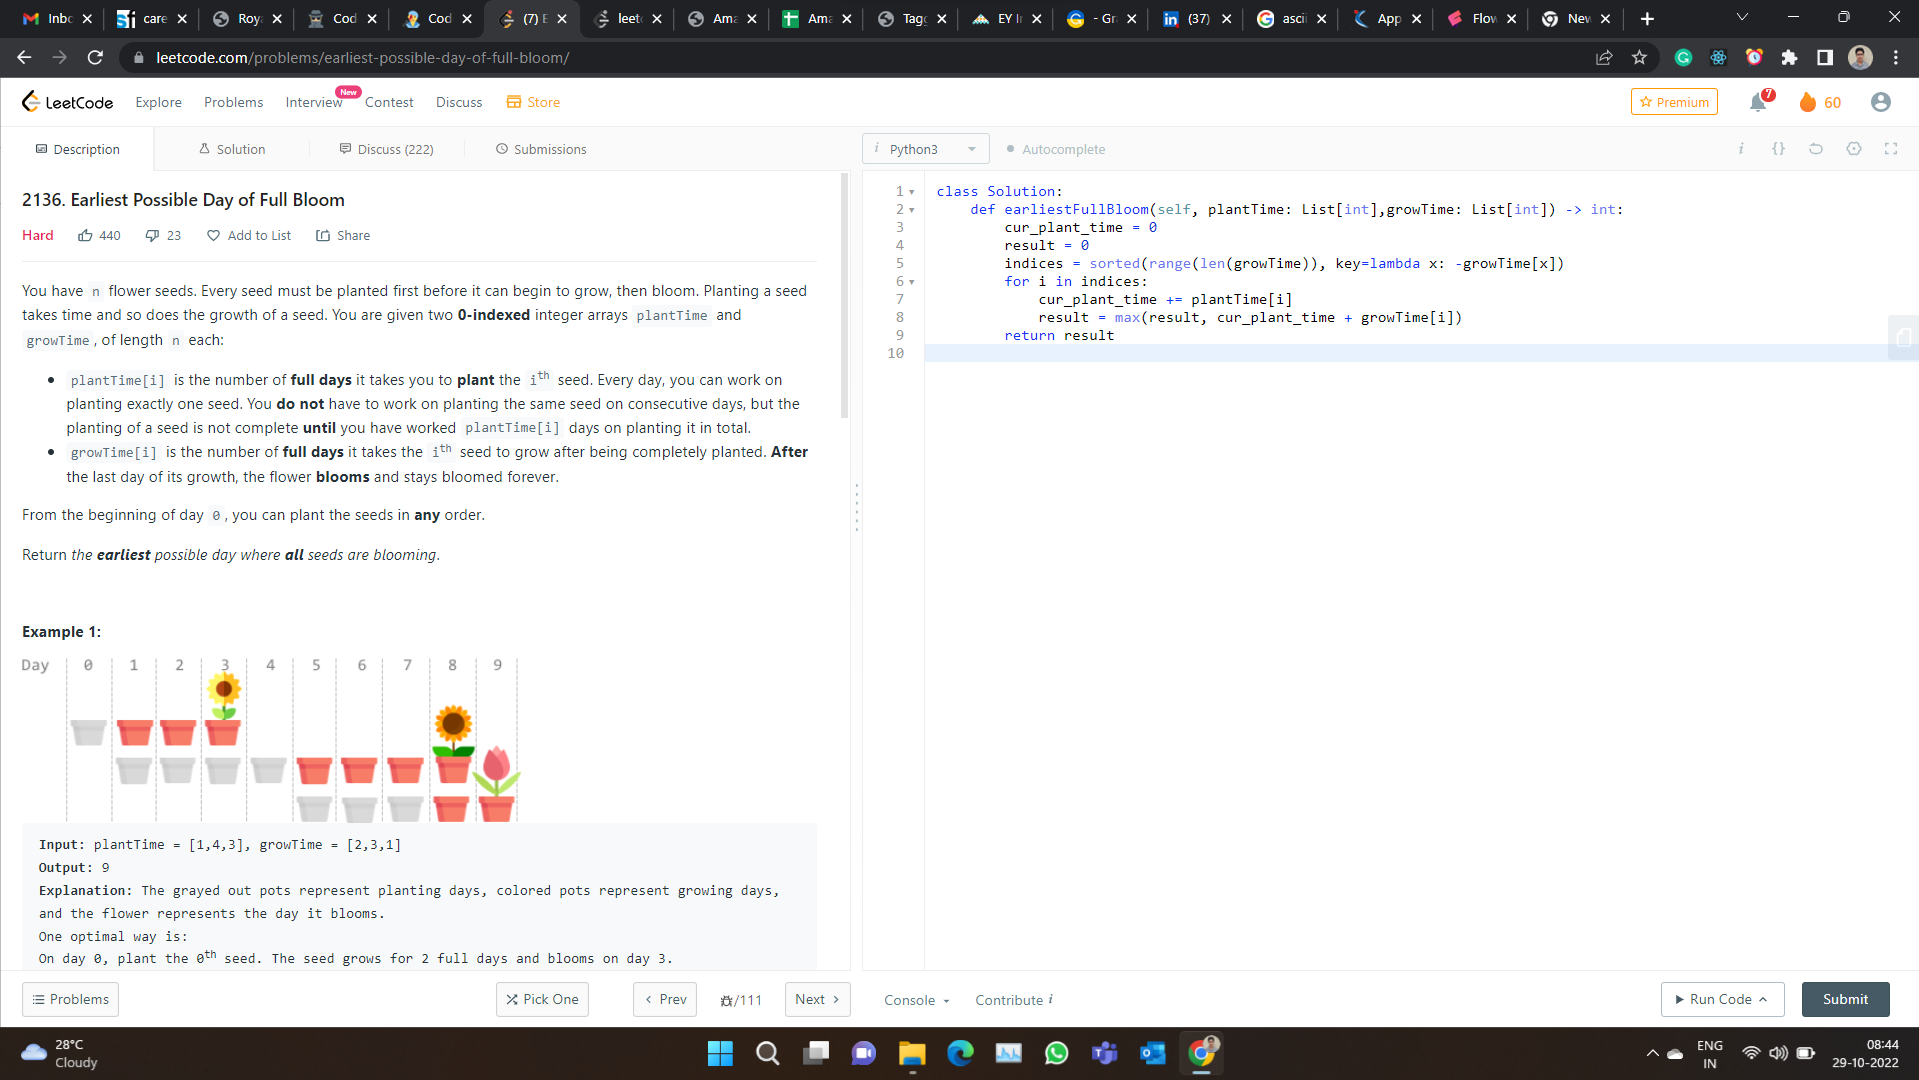 Inbc
care
Roy
Cod
Cod
(7) E
leet
Ama
Ama
Tag
EY I
- Gr
(37)
ascii
App
Flow
New
leetcode.com/problems/earliest-possible-day-of-full-bloom/
LeetCode
Explore
Problems
Interview
New
Contest
Discuss
Store
Premium
7
60
Description
Solution
Discuss (222)
Submissions
i Python3
Autocomplete
i {}
2136. Earliest Possible Day of Full Bloom
Hard
440
23
Add to List
Share
You have n flower seeds. Every seed must be planted first before it can begin to grow, then bloom. Planting a seed
takes time and so does the growth of a seed. You are given two 0-indexed integer arrays plantTime and
growTime , of length n each:
• plantTime[i] is the number of full days it takes you to plant the ith seed. Every day, you can work on
planting exactly one seed. You do not have to work on planting the same seed on consecutive days, but the
planting of a seed is not complete until you have worked plantTime[i] days on planting it in total.
• growTime[i] is the number of full days it takes the ith seed to grow after being completely planted. After
the last day of its growth, the flower blooms and stays bloomed forever.
From the beginning of day 0 , you can plant the seeds in any order.
Return the earliest possible day where all seeds are blooming.
Example 1:
Day 0 1 2 3 4 5 6 7 8 9
Input: plantTime = [1,4,3], growTime = [2,3,1]
Output: 9
Explanation: The grayed out pots represent planting days, colored pots represent growing days,
and the flower represents the day it blooms.
One optimal way is:
On day 0, plant the 0th seed. The seed grows for 2 full days and blooms on day 3.
1 class Solution:
2     def earliestFullBloom(self, plantTime: List[int],growTime: List[int]) -> int:
3         cur_plant_time = 0
4         result = 0
5         indices = sorted(range(len(growTime)), key=lambda x: -growTime[x])
6         for i in indices:
7             cur_plant_time += plantTime[i]
8             result = max(result, cur_plant_time + growTime[i])
9         return result
10
Problems
Pick One
< Prev
/111
Next >
Console
Contribute i
Run Code
Submit
28°C
Cloudy
ENG
IN
08:44
29-10-2022